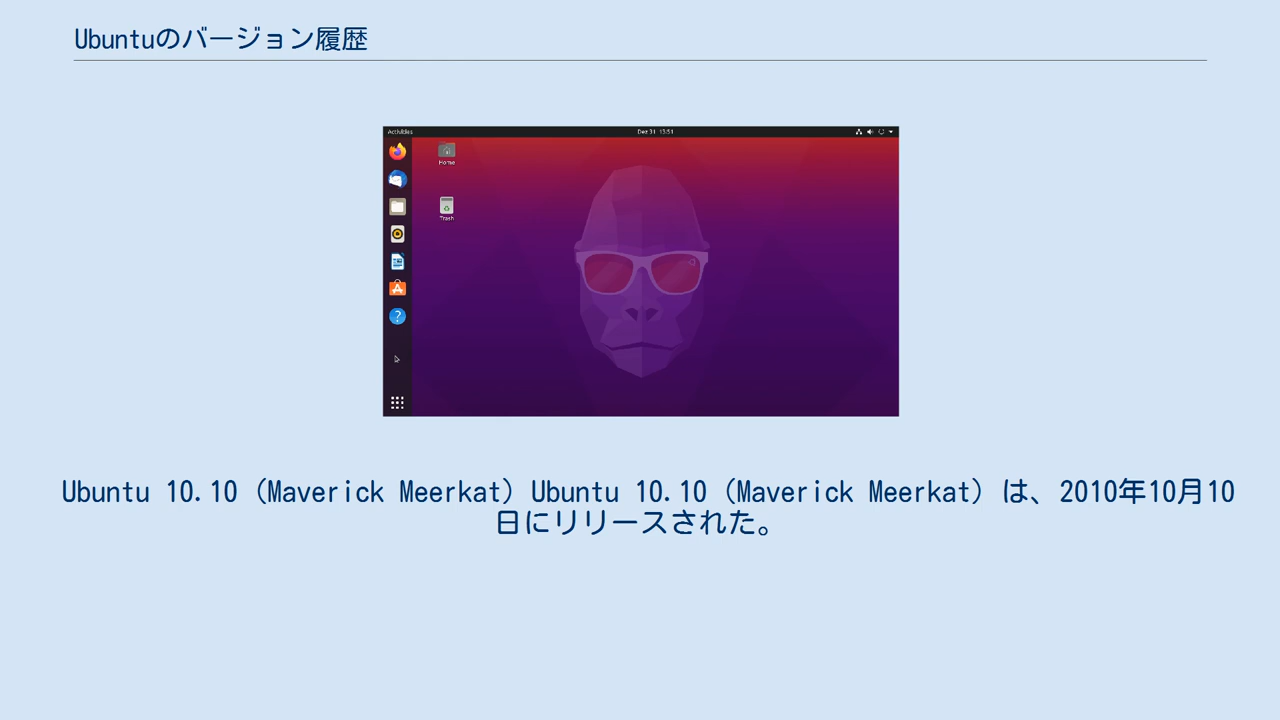 Ubuntuのバージョン履歴
Activities
Dez 31 13:51
Home
Trash
Ubuntu 10.10（Maverick Meerkat）Ubuntu 10.10（Maverick Meerkat）は、2010年10月10
日にリリースされた。